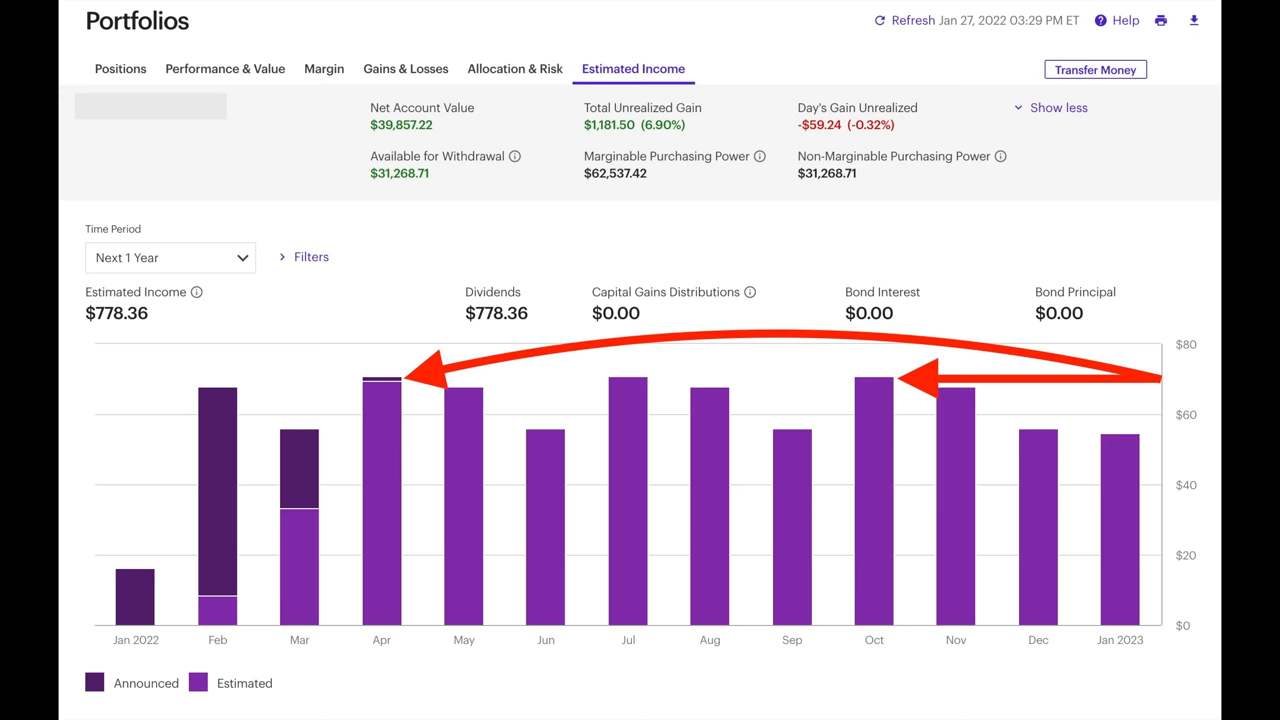 Portfolios
Refresh Jan 27, 2022 03:29 PM ET Help
Positions Performance & Value Margin Gains & Losses Allocation & Risk Estimated Income
Transfer Money
Net Account Value Total Unrealized Gain Day's Gain Unrealized Show less
$39,857.22 $1,181.50 (6.90%) -$59.24 (-0.32%)
Available for Withdrawal Marginable Purchasing Power Non-Marginable Purchasing Power
$31,268.71 $62,537.42 $31,268.71
Time Period
Next 1 Year Filters
Estimated Income Dividends Capital Gains Distributions Bond Interest Bond Principal
$778.36 $778.36 $0.00 $0.00 $0.00
$80
$60
$40
$20
$0
Jan 2022 Feb Mar Apr May Jun Jul Aug Sep Oct Nov Dec Jan 2023
Announced Estimated